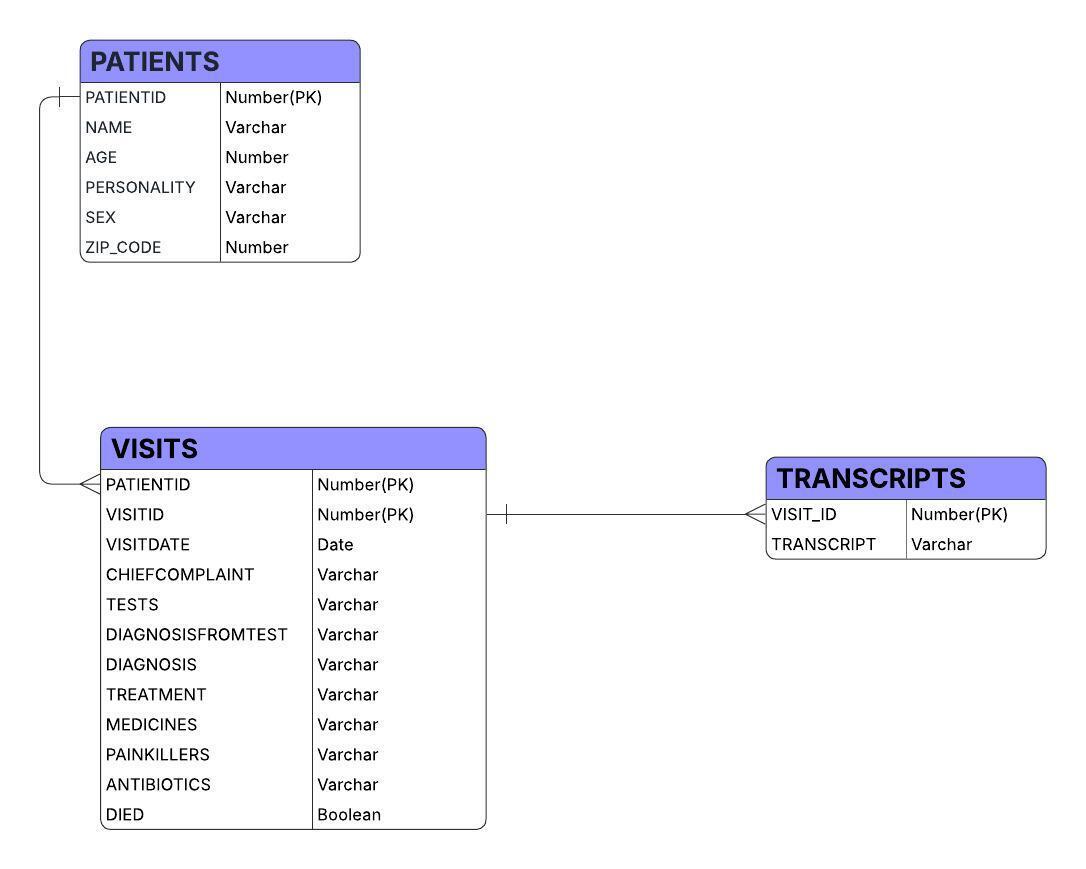 PATIENTS
PATIENTID Number(PK)
NAME Varchar
AGE Number
PERSONALITY Varchar
SEX Varchar
ZIP_CODE Number
VISITS
PATIENTID Number(PK)
VISITID Number(PK)
VISITDATE Date
CHIEFCOMPLAINT Varchar
TESTS Varchar
DIAGNOSISFROMTEST Varchar
DIAGNOSIS Varchar
TREATMENT Varchar
MEDICINES Varchar
PAINKILLERS Varchar
ANTIBIOTICS Varchar
DIED Boolean
TRANSCRIPTS
VISIT_ID Number(PK)
TRANSCRIPT Varchar